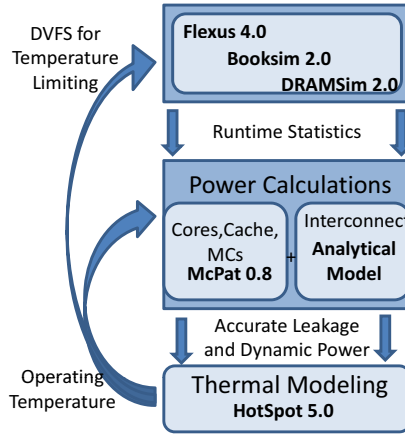 DVFS for
Temperature
Limiting
Flexus 4.0
Booksim 2.0
DRAMSim 2.0
Runtime Statistics
Power Calculations
Cores,Cache,
MCs
McPat 0.8
+
Interconnect
Analytical
Model
Accurate Leakage
and Dynamic Power
Operating
Temperature
Thermal Modeling
HotSpot 5.0